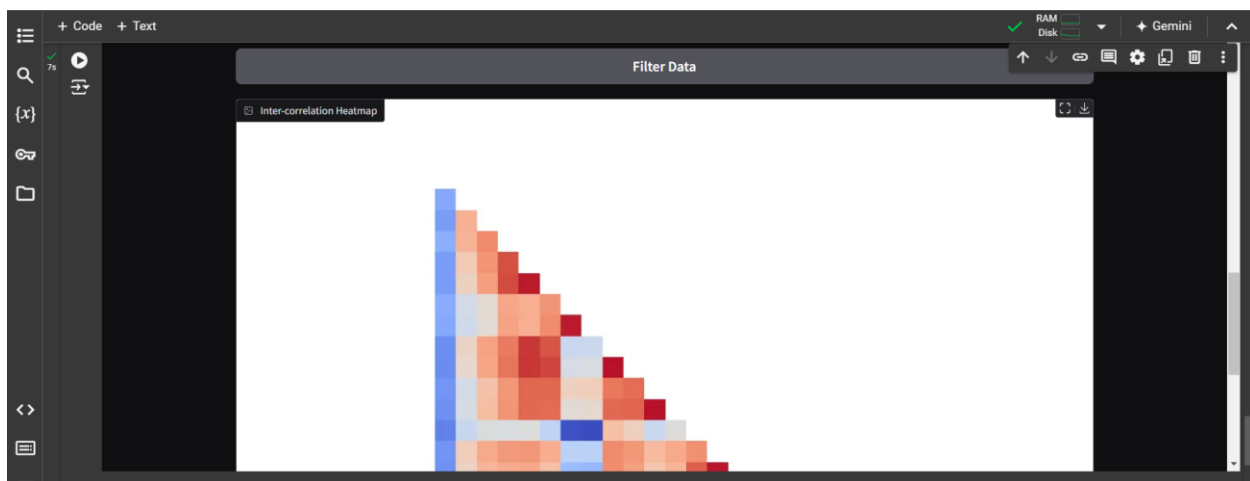 + Code + Text
RAM
Disk
Gemini
7s
{x}
Filter Data
Inter-correlation Heatmap